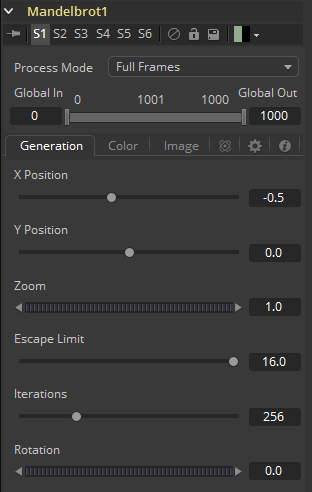 Mandelbrot1
S1 S2 S3 S4 S5 S6
Process Mode Full Frames
Global In 0 1001 1000 Global Out
0 1000
Generation Color Image
X Position
-0.5
Y Position
0.0
Zoom
1.0
Escape Limit
16.0
Iterations
256
Rotation
0.0